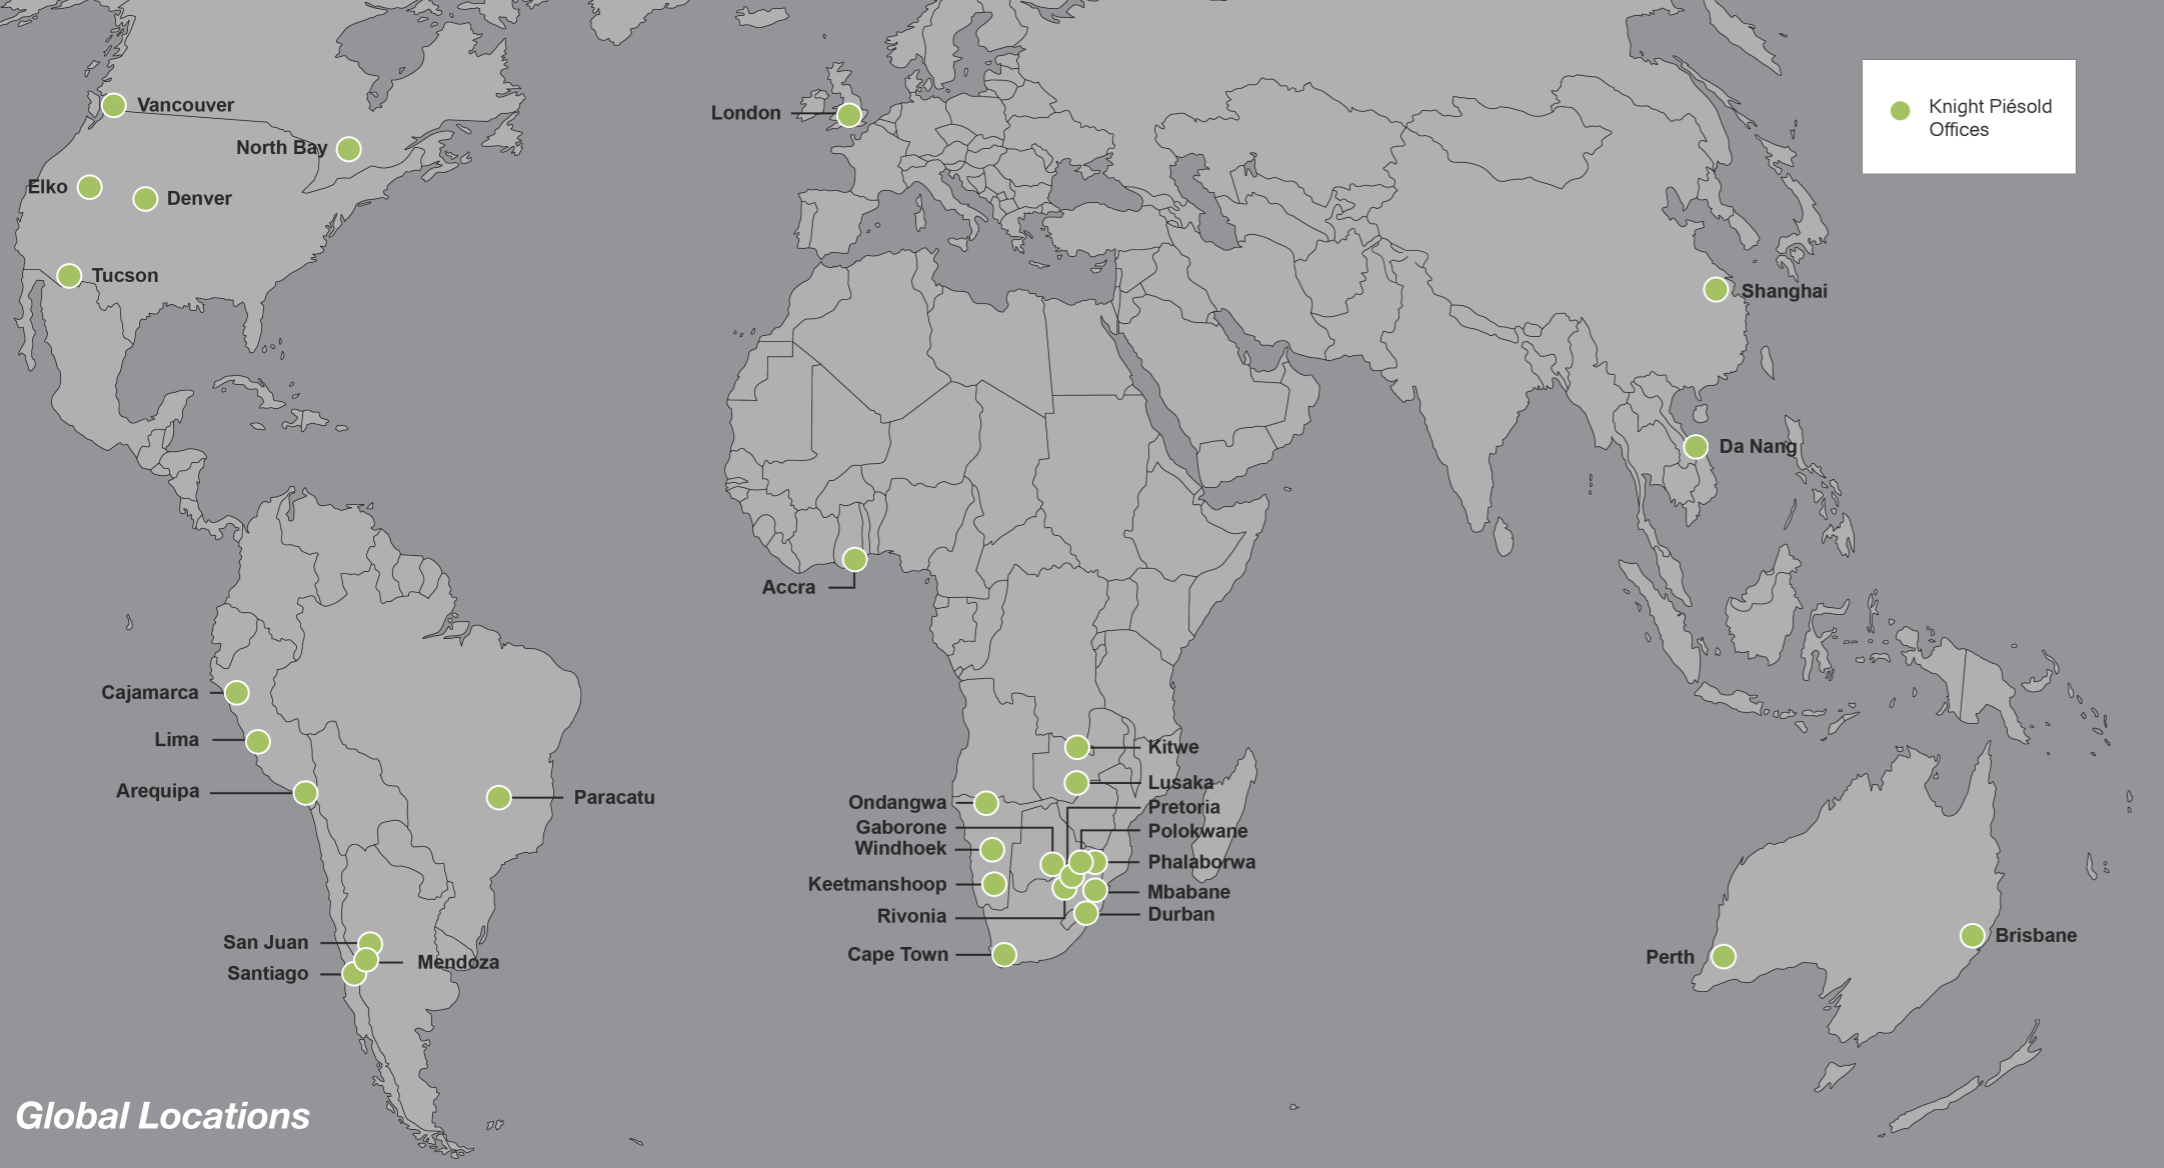 Knight Piésold
Offices
Vancouver
North Bay
Elko
Denver
Tucson
London
Shanghai
Da Nang
Accra
Cajamarca
Lima
Arequipa
Paracatu
San Juan
Mendoza
Santiago
Kitwe
Lusaka
Ondangwa
Pretoria
Gaborone
Polokwane
Windhoek
Phalaborwa
Keetmanshoop
Mbabane
Rivonia
Durban
Cape Town
Perth
Brisbane
Global Locations